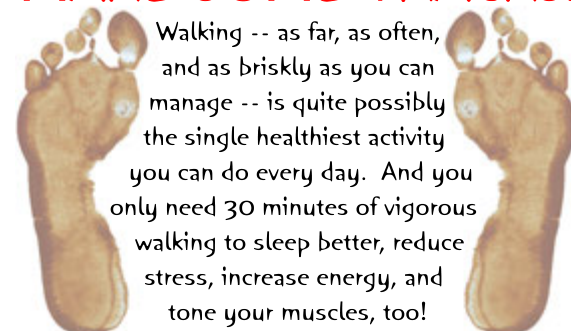 Walking -- as far, as often,
and as briskly as you can
manage -- is quite possibly
the single healthiest activity
you can do every day. And you
only need 30 minutes of vigorous
walking to sleep better, reduce
stress, increase energy, and
tone your muscles, too!